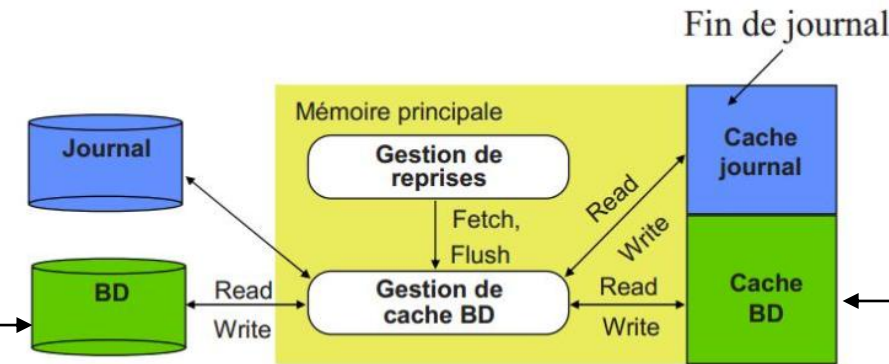 Fin de journal
Mémoire principale
Journal
Gestion de
reprises
Cache
journal
Fetch,
Flush
Read
Write
BD
Read
Write
Gestion de
cache BD
Read
Write
Cache
BD